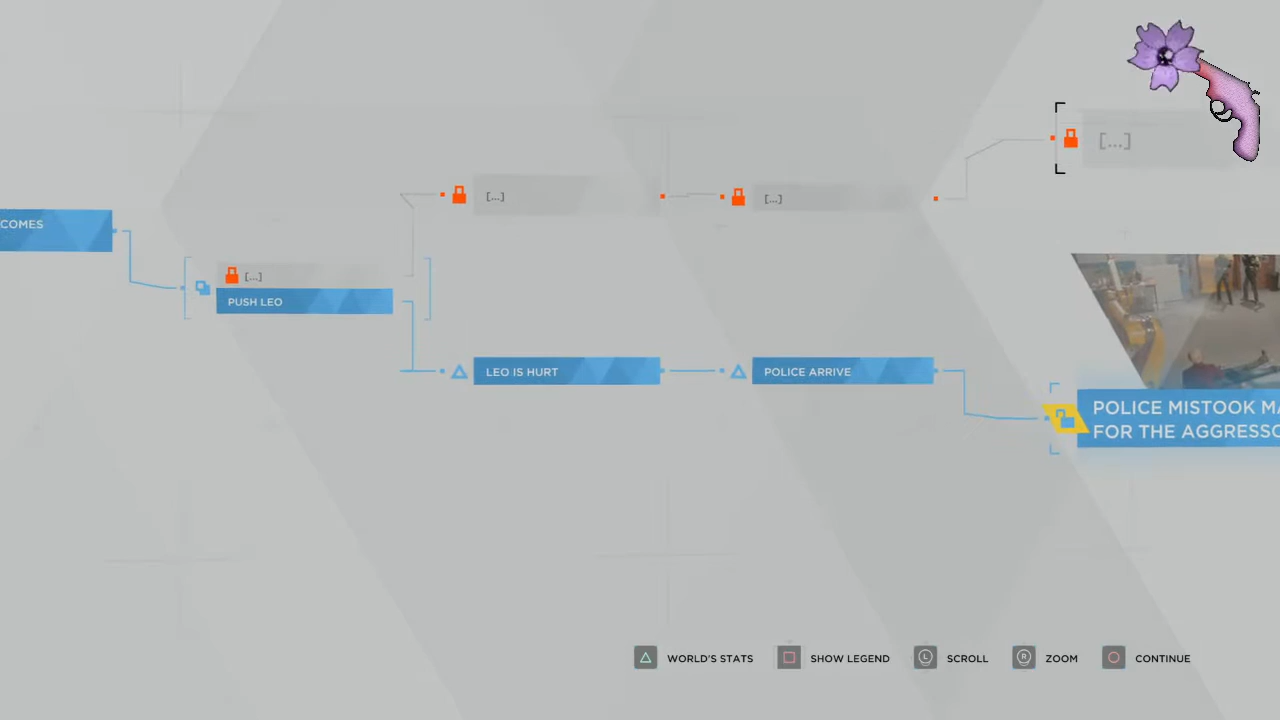 COMES
[...]
PUSH LEO
[...]
[...]
[...]
LEO IS HURT
POLICE ARRIVE
POLICE MISTOOK MA
FOR THE AGGRESSO
WORLD'S STATS
SHOW LEGEND
L
SCROLL
R
ZOOM
CONTINUE